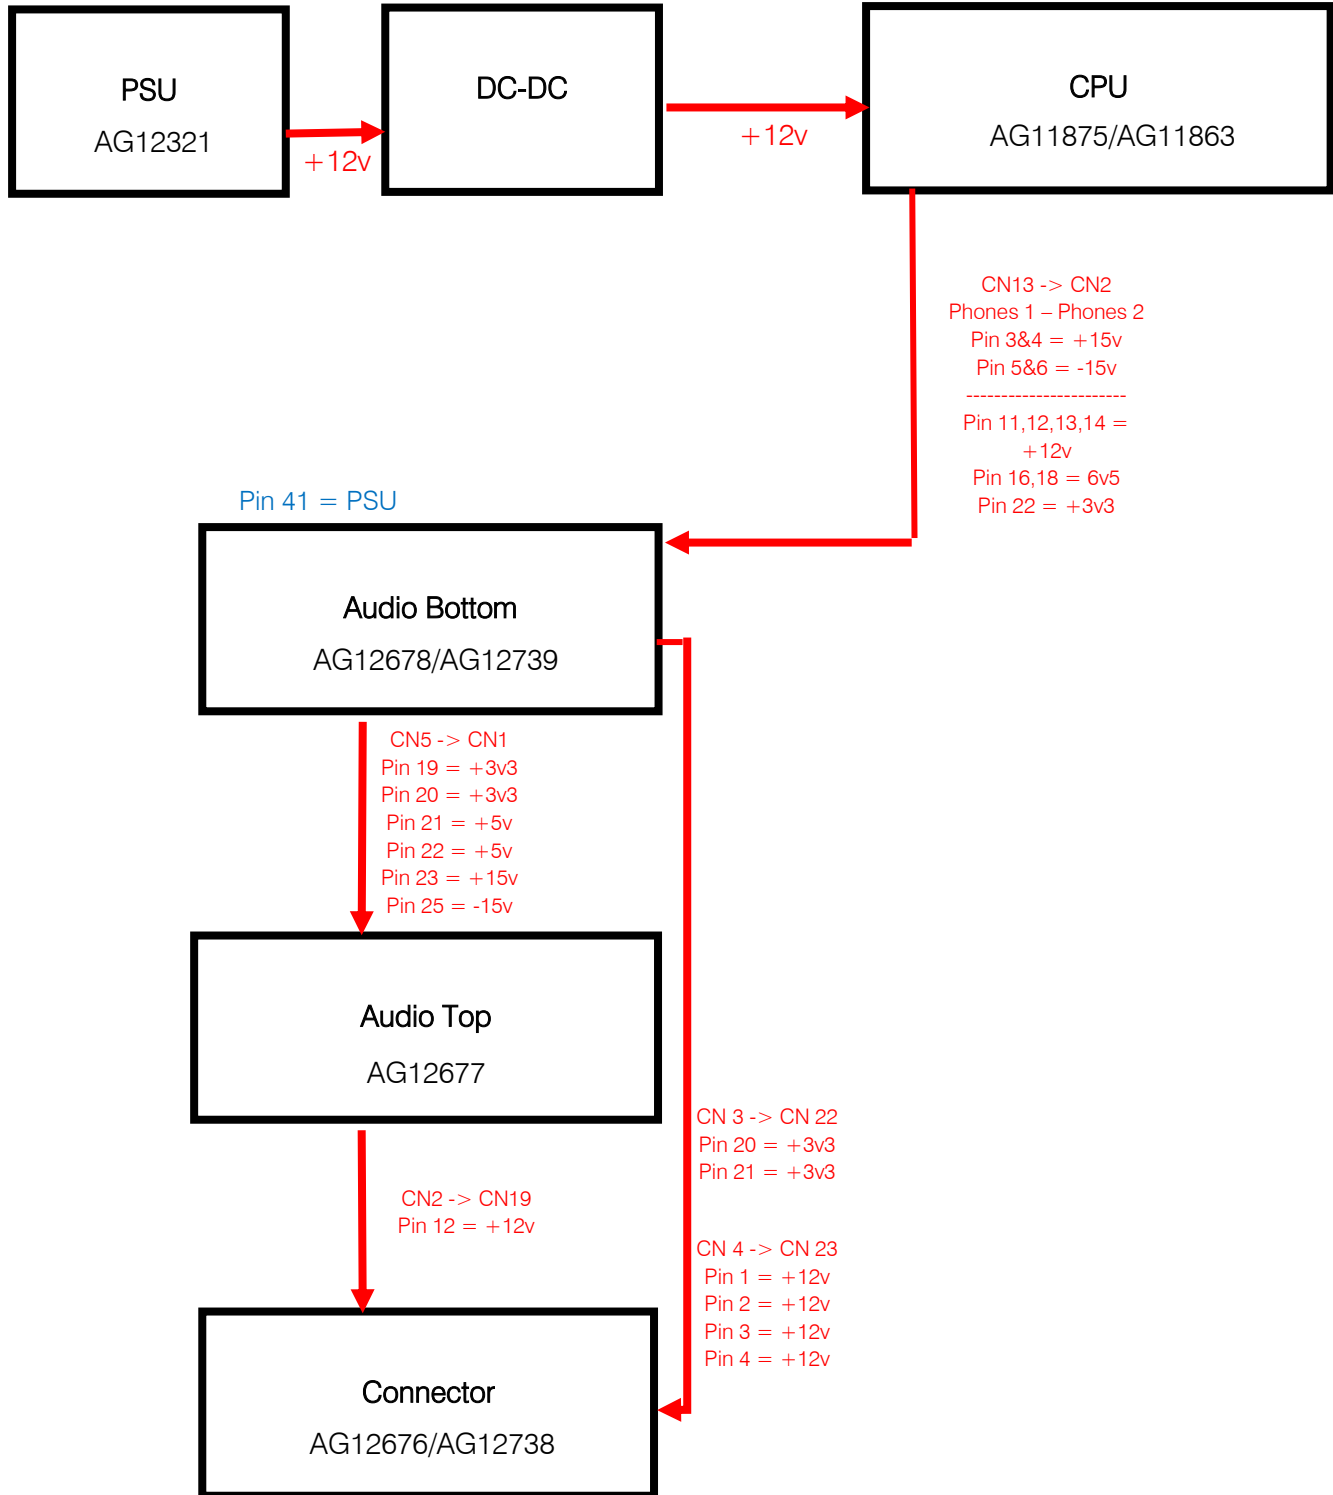 PSU
AG12321
+12v
DC-DC
+12v
CPU
AG11875/AG11863
CN13 -> CN2
Phones 1 – Phones 2
Pin 3&4 = +15v
Pin 5&6 = -15v
-----------------------
Pin 11,12,13,14 =
+12v
Pin 16,18 = 6v5
Pin 22 = +3v3
Pin 41 = PSU
Audio Bottom
AG12678/AG12739
CN5 -> CN1
Pin 19 = +3v3
Pin 20 = +3v3
Pin 21 = +5v
Pin 22 = +5v
Pin 23 = +15v
Pin 25 = -15v
Audio Top
AG12677
CN 3 -> CN 22
Pin 20 = +3v3
Pin 21 = +3v3
CN2 -> CN19
Pin 12 = +12v
CN 4 -> CN 23
Pin 1 = +12v
Pin 2 = +12v
Pin 3 = +12v
Pin 4 = +12v
Connector
AG12676/AG12738